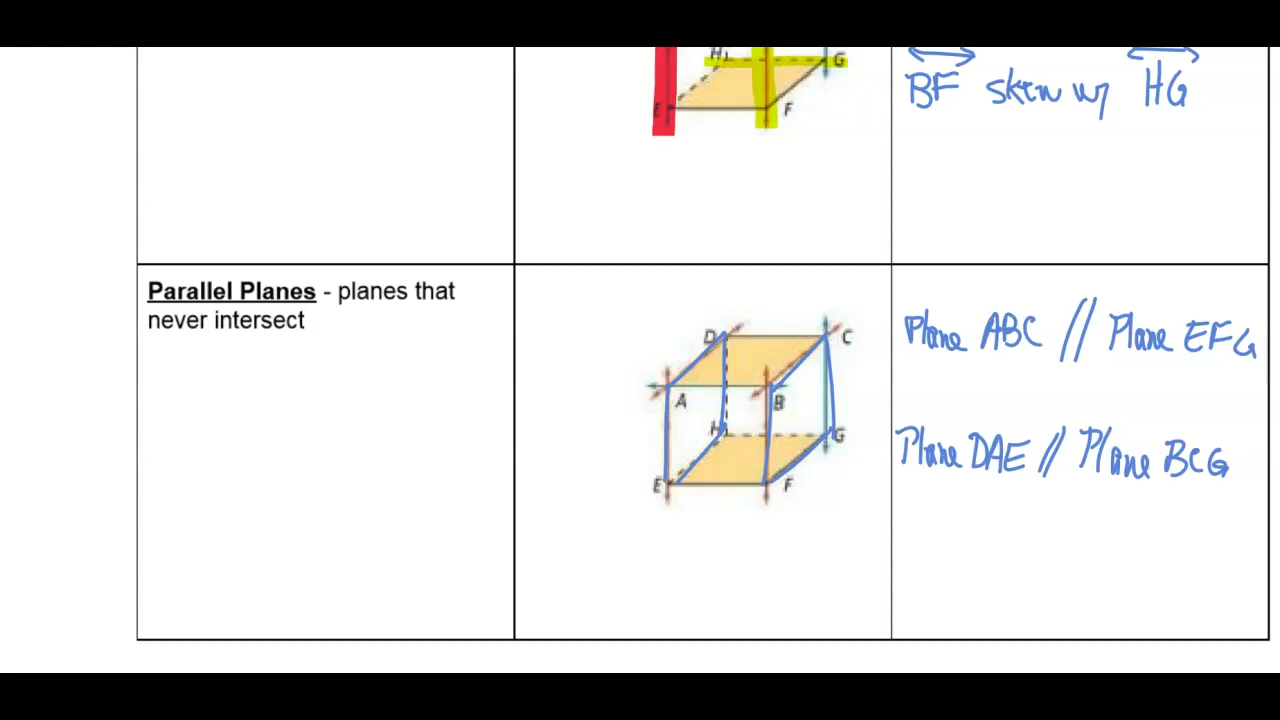 H
G
E
F
BF skew w/ HG
Parallel Planes - planes that
never intersect
D
C
A
B
H
G
E
F
Plane ABC // Plane EFG
Plane DAE // Plane BCG